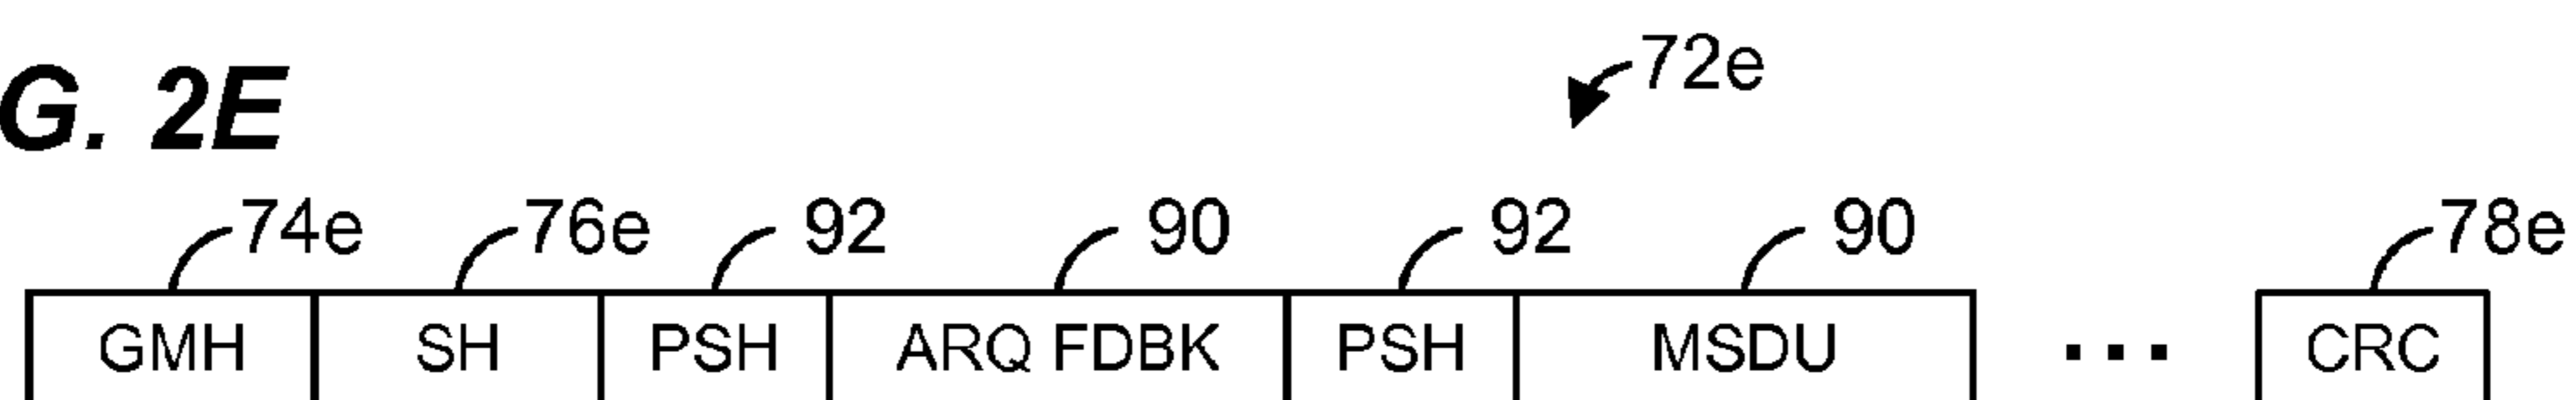 G. 2E
72e
74e 76e 92 90 92 90 78e
GMH SH PSH ARQ FDBK PSH MSDU ... CRC